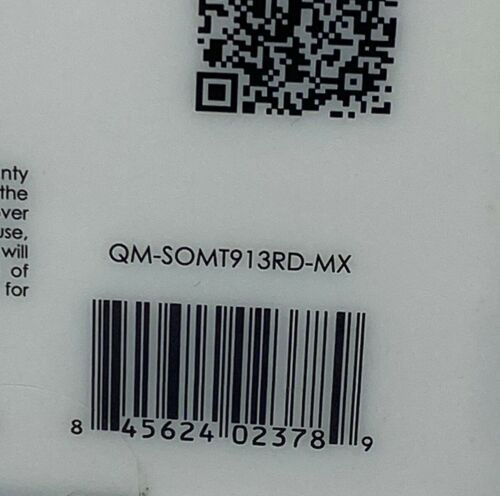 nty
the
ver
use,
will
of
for
QM-SOMT913RD-MX
8 45624 02378 9